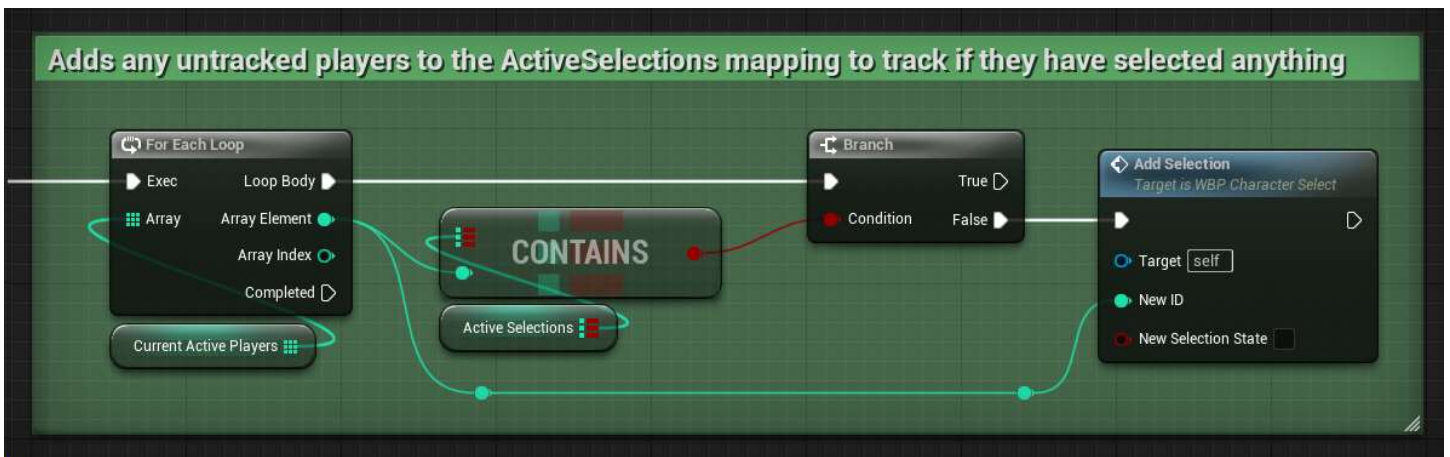 Adds any untracked players to the ActiveSelections mapping to track if they have selected anything
For Each Loop
Exec
Loop Body
Array
Array Element
Array Index
Completed
Current Active Players
CONTAINS
Active Selections
Branch
True
Condition
False
Add Selection
Target is WBP Character Select
Target self
New ID
New Selection State